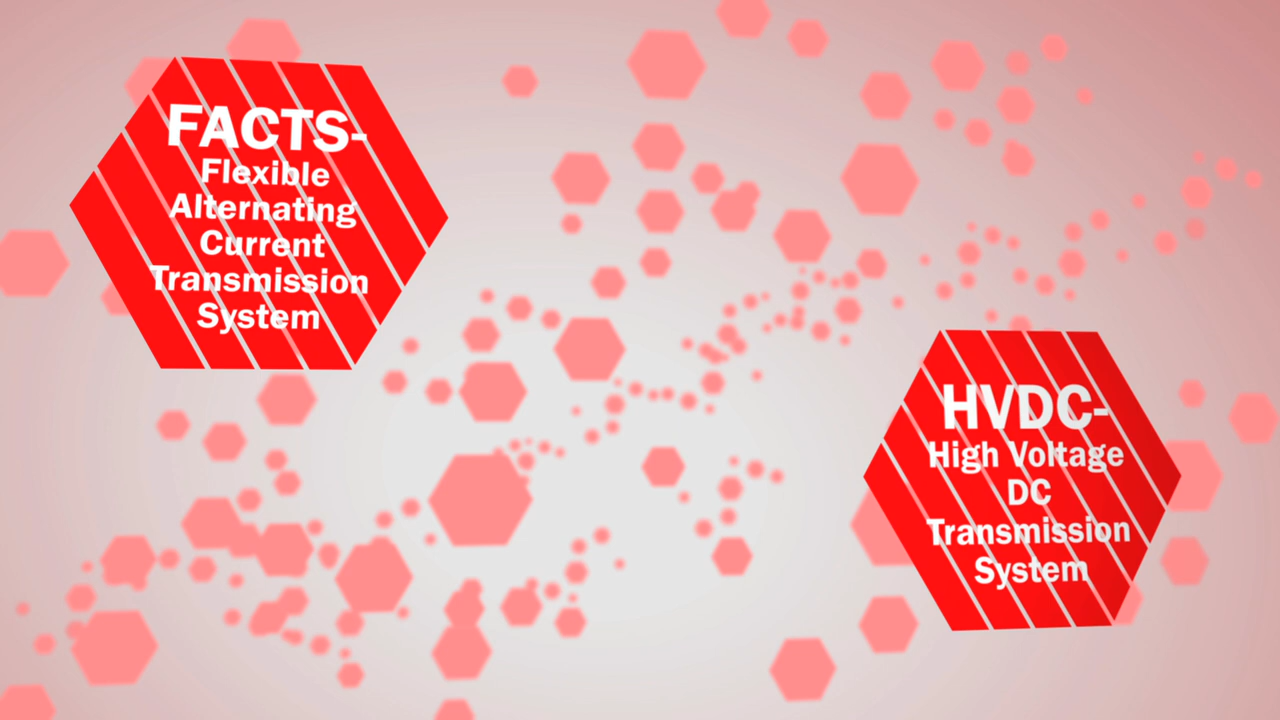 FACTS-
Flexible
Alternating
Current
Transmission
System
HVDC-
High Voltage
DC
Transmission
System